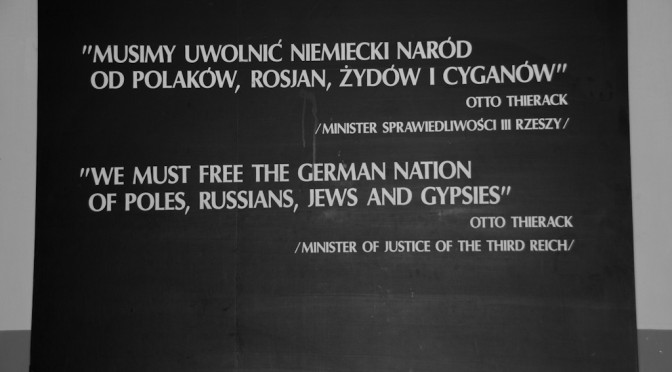 "MUSIMY UWOLNIĆ NIEMIECKI NARÓD
OD POLAKÓW, ROSJAN, ŻYDÓW I CYGANÓW"
OTTO THIERACK
/MINISTER SPRAWIEDLIWOŚCI III RZESZY/
"WE MUST FREE THE GERMAN NATION
OF POLES, RUSSIANS, JEWS AND GYPSIES"
OTTO THIERACK
/MINISTER OF JUSTICE OF THE THIRD REICH/